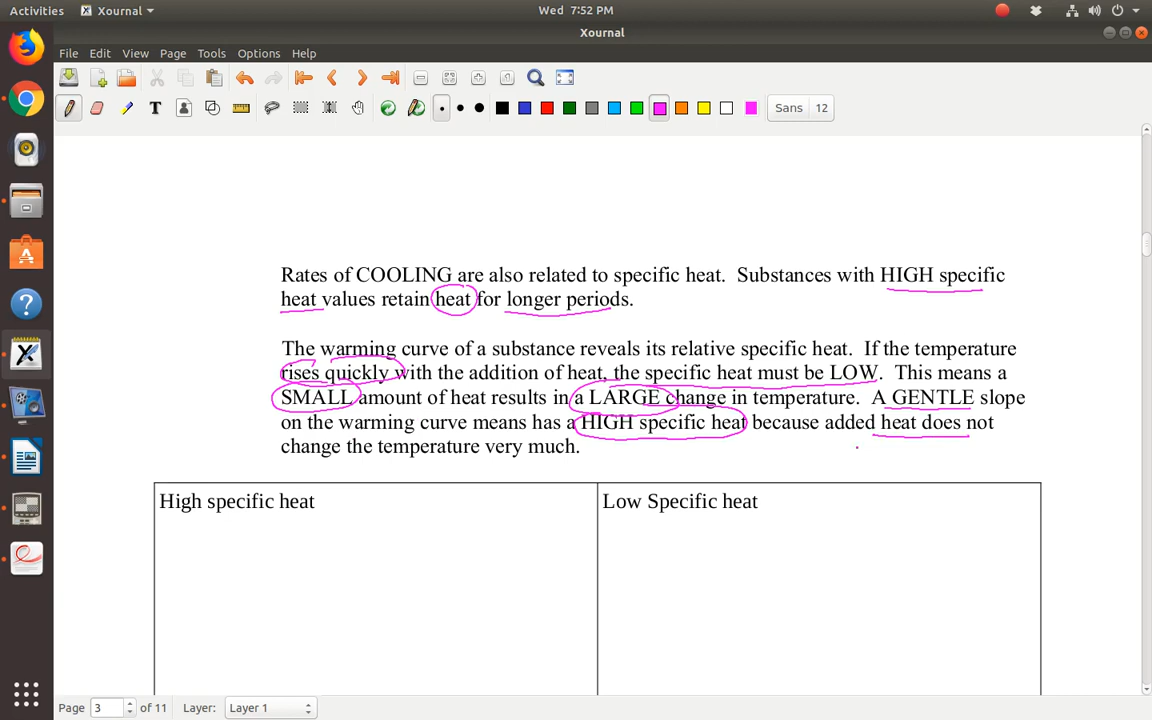 Activities Xournal Wed 7:52 PM
Xournal
File Edit View Page Tools Options Help
T Sans 12
Rates of COOLING are also related to specific heat. Substances with HIGH specific
heat values retain heat for longer periods.
The warming curve of a substance reveals its relative specific heat. If the temperature
rises quickly with the addition of heat, the specific heat must be LOW. This means a
SMALL amount of heat results in a LARGE change in temperature. A GENTLE slope
on the warming curve means has a HIGH specific heat because added heat does not
change the temperature very much.
High specific heat Low Specific heat
Page 3 of 11 Layer: Layer 1